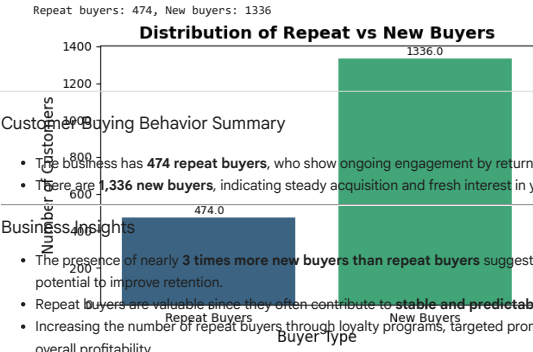 Repeat buyers: 474, New buyers: 1336
Distribution of Repeat vs New Buyers
1400
1336.0
1200
1000
Customer Buying Behavior Summary
Number of Customers
800
The business has 474 repeat buyers, who show ongoing engagement by return
600
There are 1,336 new buyers, indicating steady acquisition and fresh interest in y
474.0
Business Insights
400
The presence of nearly 3 times more new buyers than repeat buyers suggest
200
potential to improve retention.
Repeat buyers are valuable since they often contribute to stable and predictab
0
Repeat Buyers New Buyers
Increasing the number of repeat buyers through loyalty programs, targeted pro
Buyer Type
overall profitability.